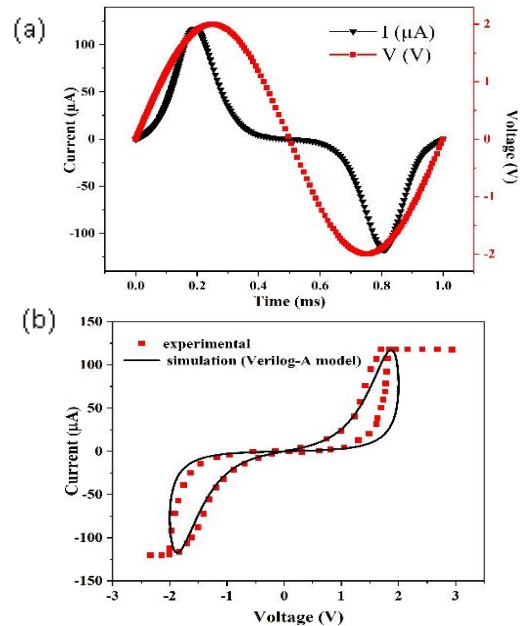 (a)
I (µA)
V (V)
100
50
0
-50
-100
2
1
0
-1
-2
Current (µA)
Voltage (V)
0.0 0.2 0.4 0.6 0.8 1.0
Time (ms)
(b)
experimental
simulation (Verilog-A model)
150
100
50
0
-50
-100
-150
Current (µA)
-3 -2 -1 0 1 2 3
Voltage (V)